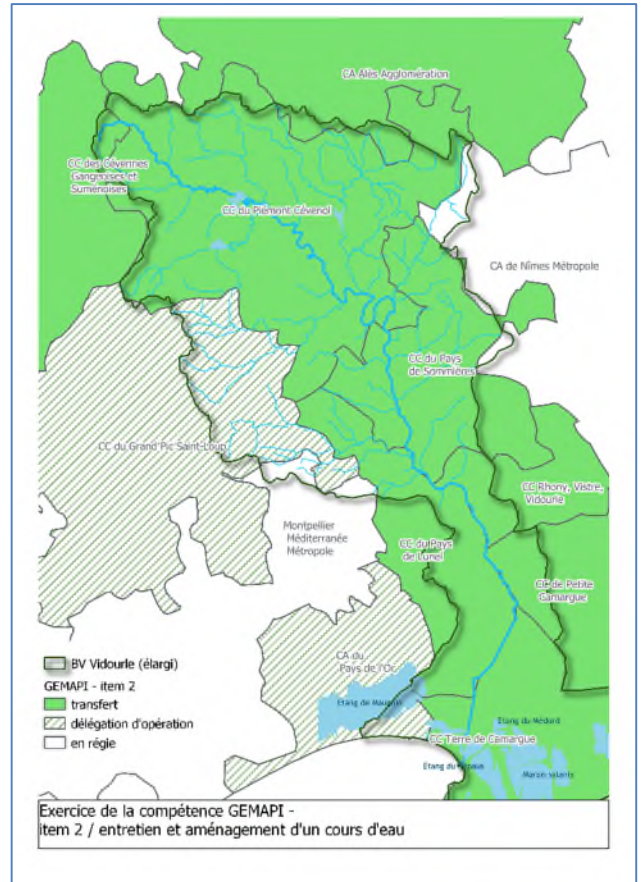 CA Alès Agglomération
CC des Cévennes
Gangeoises et
Suménoises
CC du Piémont Cévenol
CA de Nîmes Métropole
CC du Pays
de Sommières
CC du Grand Pic Saint-Loup
CC Rhony, Vistre,
Vidourle
Montpellier
Méditerranée
Métropole
CC du Pays
de Lunel
CC de Petite
Camargue
CA du
Pays de l'Or
Etang de Mauguio
Etang du Médard
CC Terre de Camargue
Etang du Ponaus
Marais salants
BV Vidourle (élargi)
GEMAPI - item 2
transfert
délégation d'opération
en régie
Exercice de la compétence GEMAPI -
item 2 / entretien et aménagement d'un cours d'eau